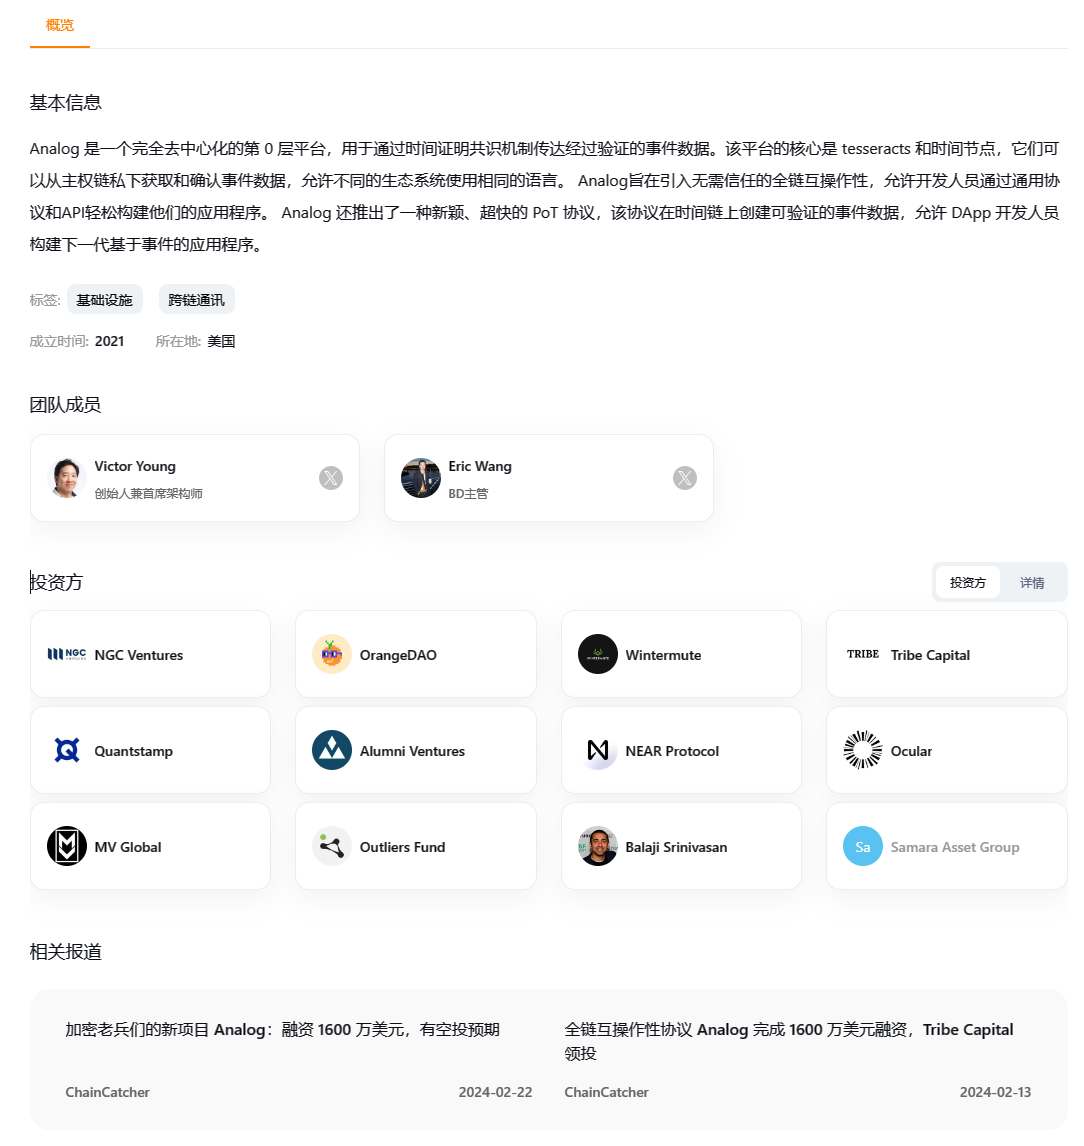 概览
基本信息
Analog 是一个完全去中心化的第 0 层平台，用于通过时间证明共识机制传达经过验证的事件数据。该平台的核心是 tesseracts 和时间节点，它们可
以从主权链私下获取和确认事件数据，允许不同的生态系统使用相同的语言。 Analog旨在引入无需信任的全链互操作性，允许开发人员通过通用协
议和API轻松构建他们的应用程序。 Analog 还推出了一种新颖、超快的 PoT 协议，该协议在时间链上创建可验证的事件数据，允许 DApp 开发人员
构建下一代基于事件的应用程序。
标签: 基础设施 跨链通讯
成立时间: 2021 所在地: 美国
团队成员
Victor Young
创始人兼首席架构师
Eric Wang
BD主管
投资方
投资方 详情
NGC NGC Ventures
OrangeDAO
Wintermute
TRIBE Tribe Capital
Quantstamp
Alumni Ventures
NEAR Protocol
Ocular
MV Global
Outliers Fund
Balaji Srinivasan
Sa Samara Asset Group
相关报道
加密老兵们的新项目 Analog：融资 1600 万美元，有空投预期
ChainCatcher 2024-02-22
全链互操作性协议 Analog 完成 1600 万美元融资，Tribe Capital
领投
ChainCatcher 2024-02-13